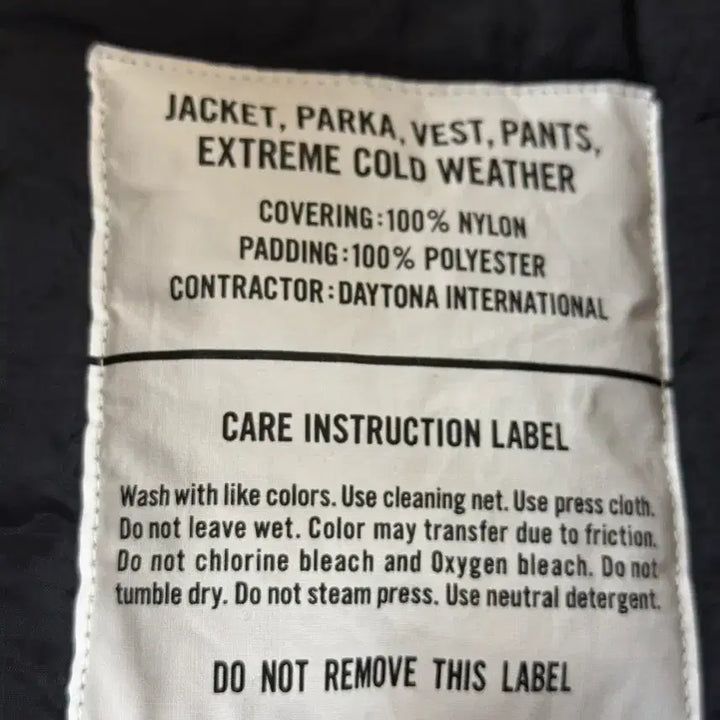 JACKET, PARKA, VEST, PANTS,
EXTREME COLD WEATHER
COVERING:100% NYLON
PADDING:100% POLYESTER
CONTRACTOR:DAYTONA INTERNATIONAL
CARE INSTRUCTION LABEL
Wash with like colors. Use cleaning net. Use press cloth.
Do not leave wet. Color may transfer due to friction.
Do not chlorine bleach and Oxygen bleach. Do not
tumble dry. Do not steam press. Use neutral detergent.
DO NOT REMOVE THIS LABEL